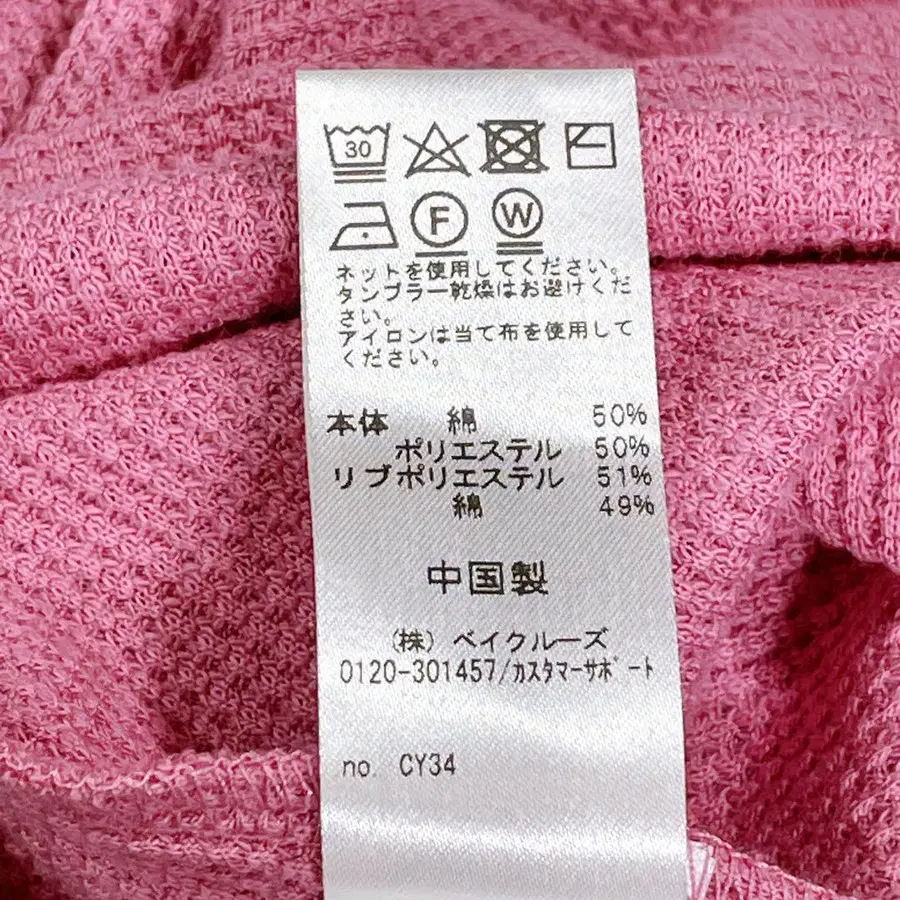 30
F W
ネットを使用してください。
タンブラー乾燥はお避けくだ
さい。
アイロンは当て布を使用して
ください。
本体 綿 50%
ポリエステル 50%
リブポリエステル 51%
綿 49%
中国製
(株) ベイクルーズ
0120-301457/カスタマーサポート
no. CY34